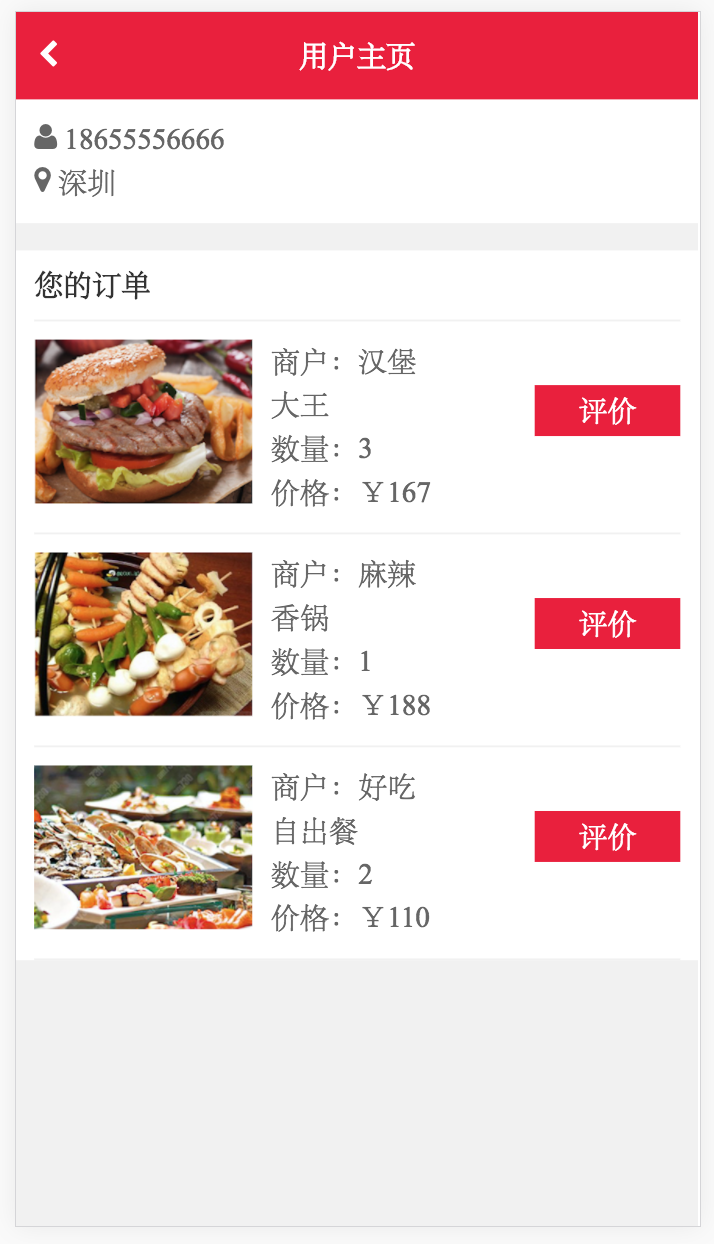 用户主页
18655556666
深圳
您的订单
商户：汉堡
大王
数量：3
价格：￥167
评价
商户：麻辣
香锅
数量：1
价格：￥188
评价
商户：好吃
自出餐
数量：2
价格：￥110
评价